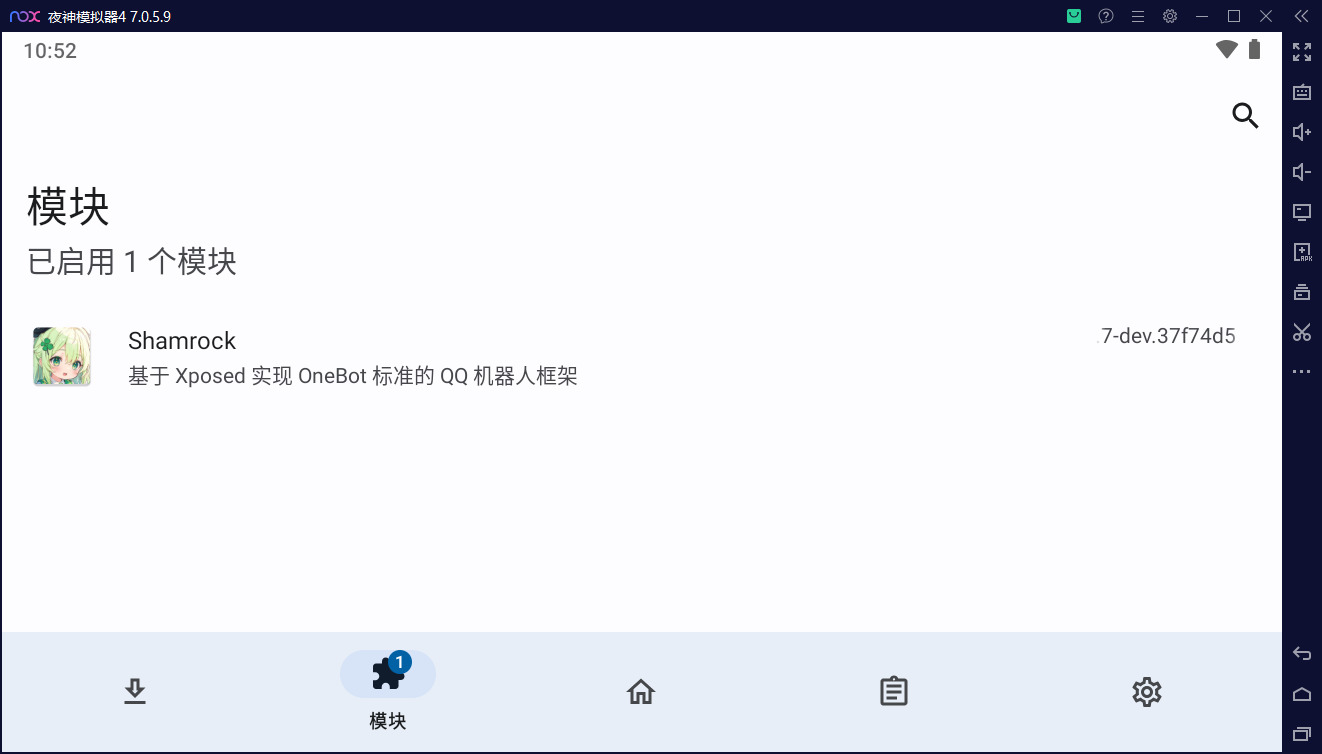 nox 夜神模拟器4 7.0.5.9
10:52
模块
已启用 1 个模块
Shamrock
7-dev.37f74d5
基于 Xposed 实现 OneBot 标准的 QQ 机器人框架
1
模块
APK